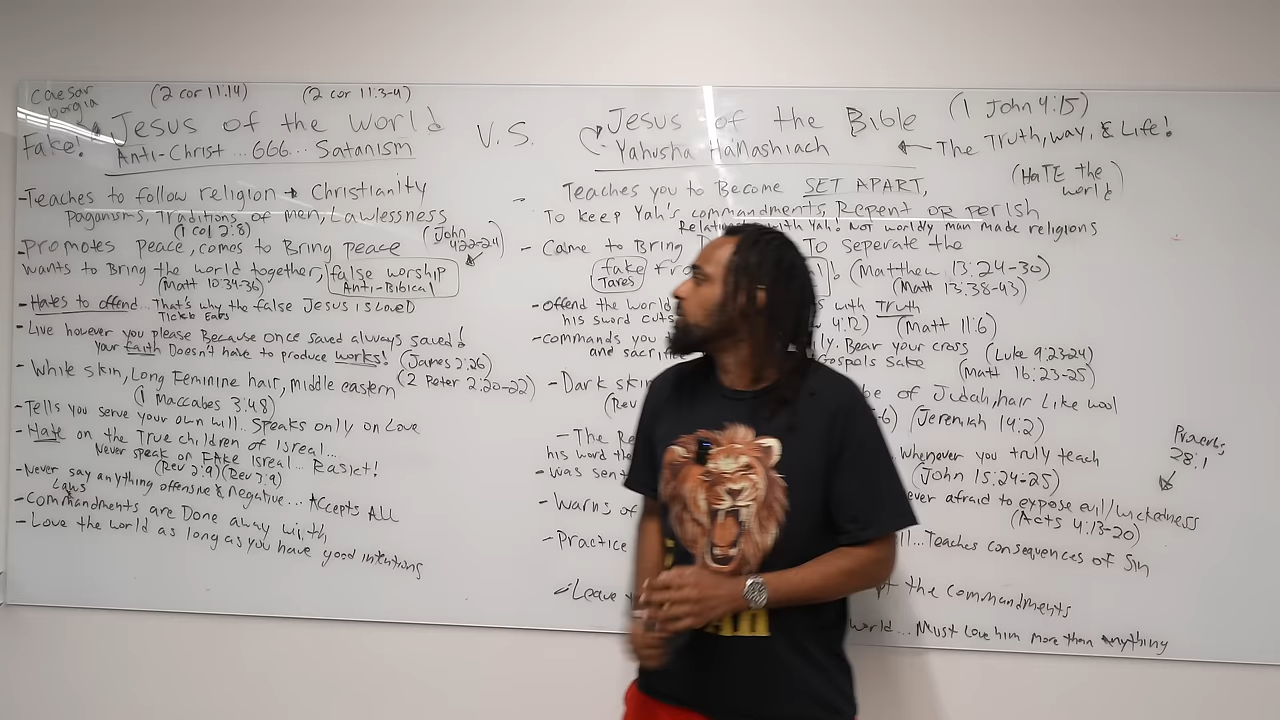 Caesar
borgia
(2 cor 11:14)
(2 cor 11:3-4)
Fake!
Jesus of the World
Anti-Christ...666... Satanism
-Teaches to follow religion → Christianity
paganisms, Traditions of men, Lawlessness
(1 Col 2:8)
-Promotes peace, comes to Bring peace
(John
4:22-24)
wants to Bring the world together,
false worship
Anti-Biblical
(Matt 10:34-36)
-Hates to offend... That's why the false Jesus is Loved
Tickle Ears
- Live however you please Because once saved always saved!
your faith Doesn't have to produce works! (James 2:26)
- White skin, Long Feminine hair, middle eastern (2 Peter 2:20-22)
(1 Maccabes 3:48)
-Tells you serve your own will.. Speaks only on Love
-Hate on the True children of Isreal...
Never speak on FAke Isreal... Rasict!
(Rev 2:9) (Rev 3:9)
-Never say anything offensive & Negative... Accepts All
Laws
-Commandments are Done away with
- Love the world as long as you have good intentions
V.S.
Jesus of the Bible
(1 John 4:15)
Yahusha HaMashiach
← The Truth, way, & Life!
(HaTE the
world)
- Teaches you to Become SET APART,
To keep Yah's commandments, Repent or perish
Relationship with Yah! Not worldly man made religions
- Came to Bring
To Seperate the
fake
Tares
(Matthew 13:24-30)
(Matt 13:38-43)
-offend the world
with Truth
his sword cuts
4:12)
(Matt 11:6)
-commands you
ly. Bear your cross
and sacrifice
Gospels sake
(Luke 9:23-24)
(Matt 16:23-25)
-Dark skin
of Judah, hair Like wool
(Rev
(Jeremiah 14:2)
-The
his word the
whenever you truly teach
-was sent
(John 15:24-25)
Proverbs
28:1
-Warns of
never afraid to expose evil/wickedness
(Acts 4:13-20)
-Practice
...Teaches consequences of Sin
-Leave
the commandments
world... Must love him more than anything